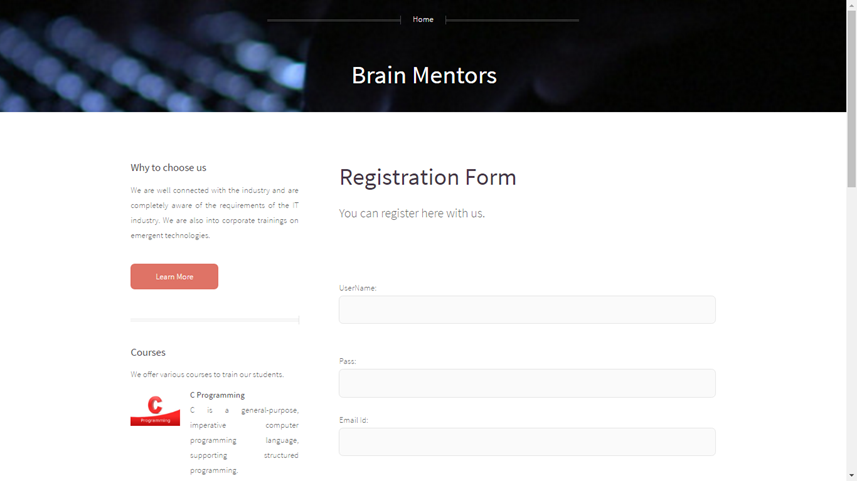 Home
Brain Mentors
Why to choose us
We are well connected with the industry and are
completely aware of the requirements of the IT
industry. We are also into corporate trainings on
emergent technologies.
Learn More
Courses
We offer various courses to train our students.
C
Programming
C Programming
C is a general-purpose,
imperative computer
programming language,
supporting structured
programming.
Registration Form
You can register here with us.
UserName:
Pass:
Email Id: